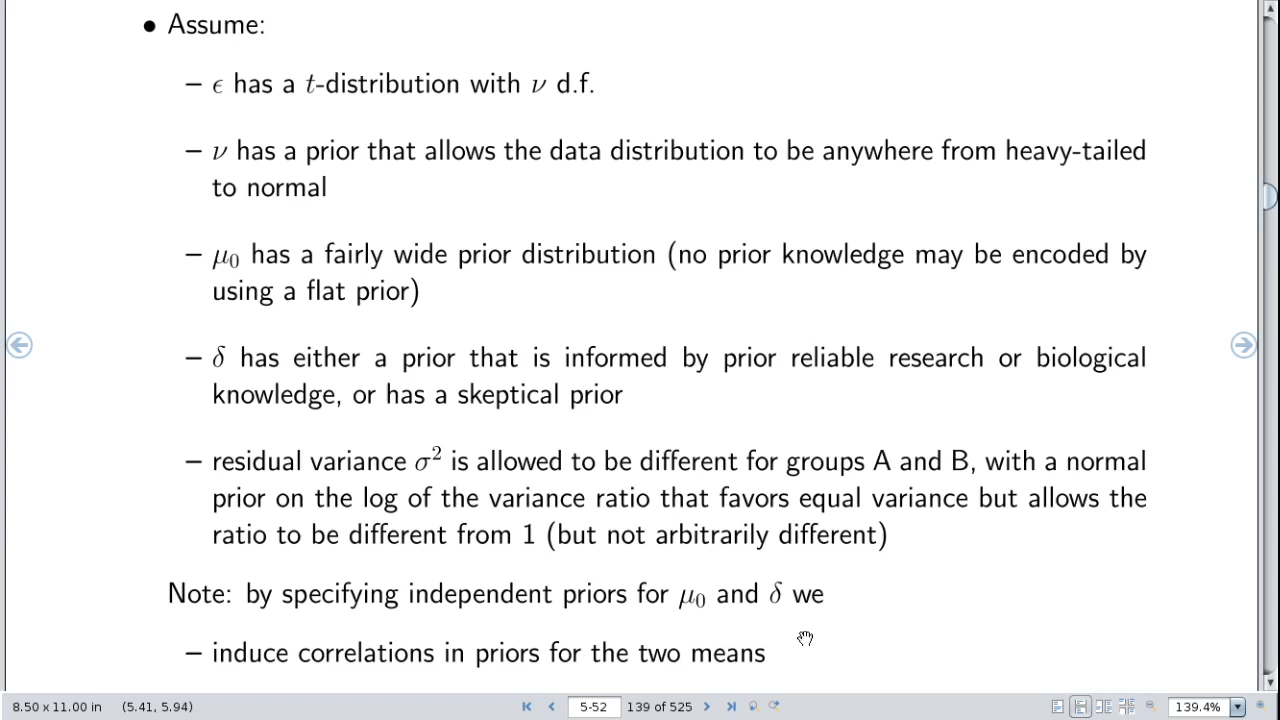 • Assume:
– ϵ has a t-distribution with ν d.f.
– ν has a prior that allows the data distribution to be anywhere from heavy-tailed
to normal
– μ₀ has a fairly wide prior distribution (no prior knowledge may be encoded by
using a flat prior)
– δ has either a prior that is informed by prior reliable research or biological
knowledge, or has a skeptical prior
– residual variance σ² is allowed to be different for groups A and B, with a normal
prior on the log of the variance ratio that favors equal variance but allows the
ratio to be different from 1 (but not arbitrarily different)
Note: by specifying independent priors for μ₀ and δ we
– induce correlations in priors for the two means
8.50 x 11.00 in (5.41, 5.94) 5-52 139 of 525 139.4%